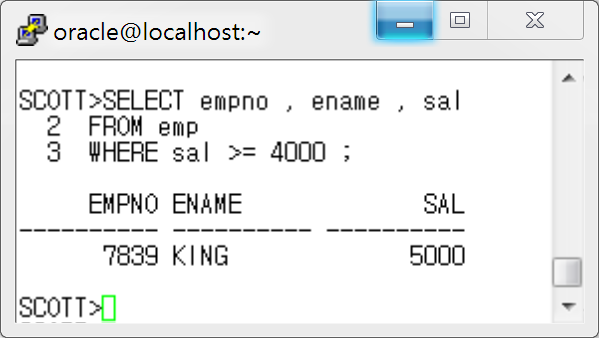 oracle@localhost:~
SCOTT>SELECT empno , ename , sal
  2  FROM emp
  3  WHERE sal >= 4000 ;
     EMPNO ENAME             SAL
---------- ---------- ----------
      7839 KING             5000
SCOTT>